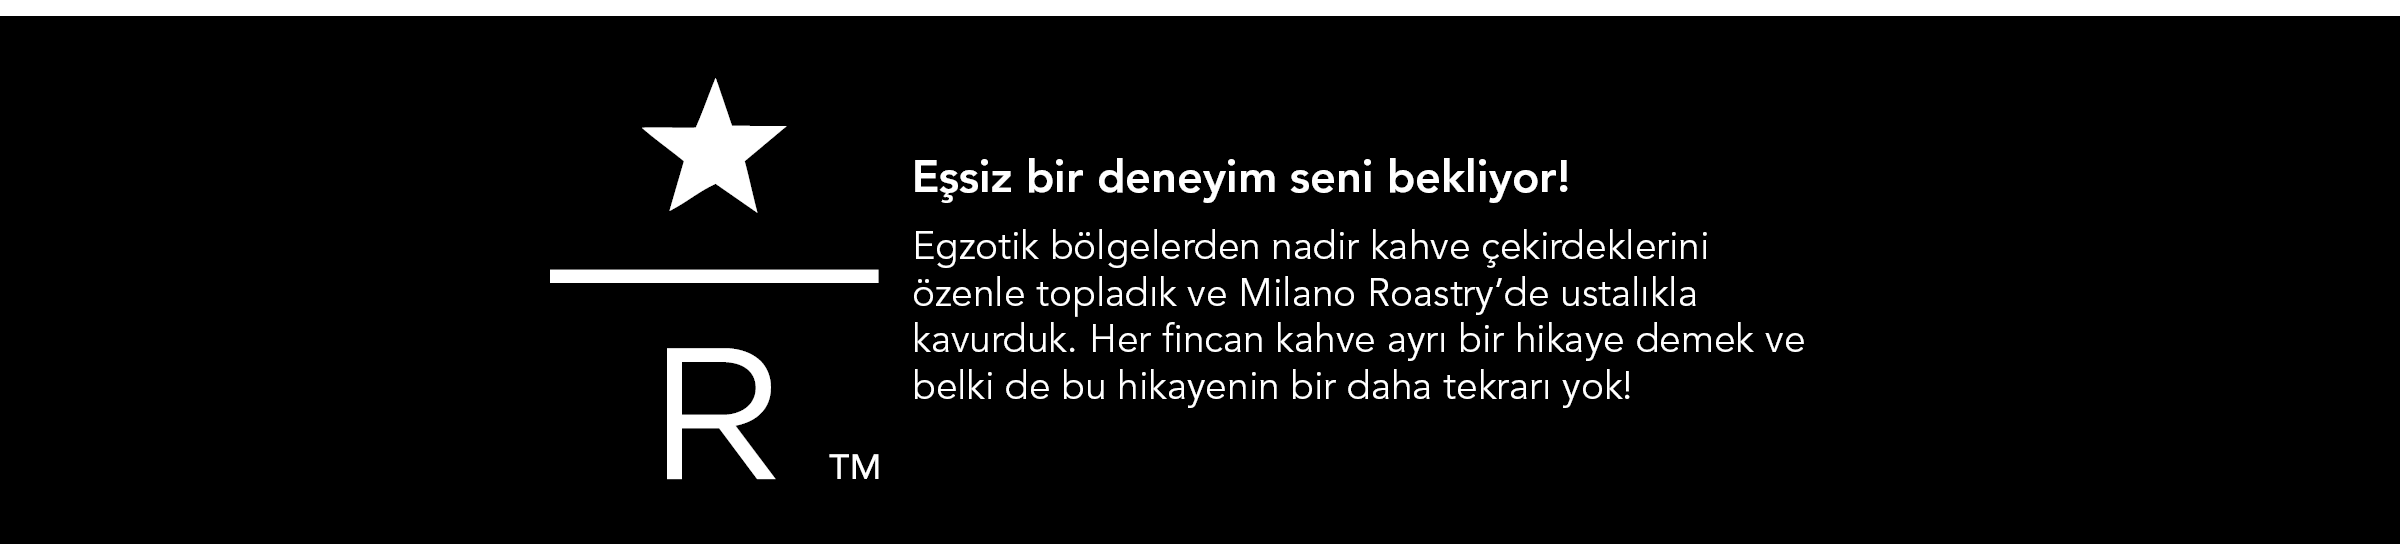 Eşsiz bir deneyim seni bekliyor!
Egzotik bölgelerden nadir kahve çekirdeklerini
özenle topladık ve Milano Roastry’de ustalıkla
kavurduk. Her fincan kahve ayrı bir hikaye demek ve
belki de bu hikayenin bir daha tekrarı yok!
R TM